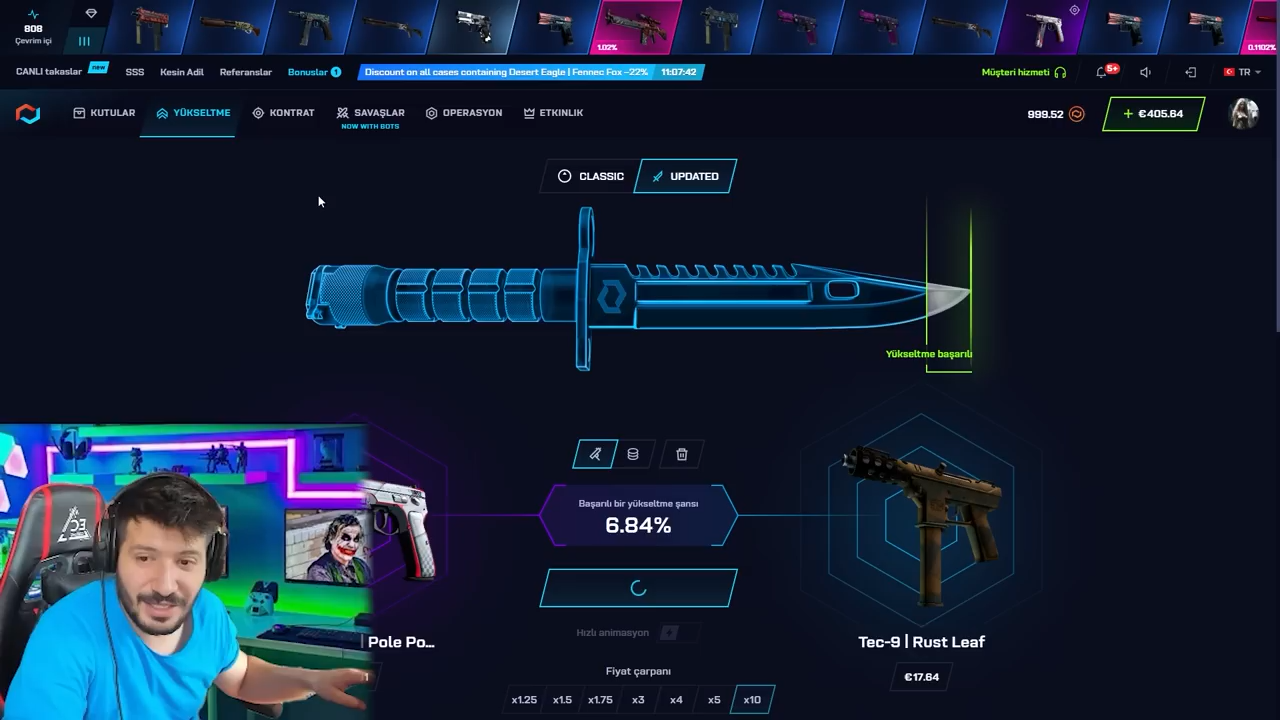 808
Çevrim içi
1.02%
0.1102%
CANLI takaslar new
SSS
Kesin Adil
Referanslar
Bonuslar 1
Discount on all cases containing Desert Eagle | Fennec Fox -22% 11:07:42
Müşteri hizmeti
5+
TR
KUTULAR
YÜKSELTME
KONTRAT
SAVAŞLAR
NOW WITH BOTS
OPERASYON
ETKINLIK
999.52
+ €405.64
CLASSIC
UPDATED
Yükseltme başarılı
Başarılı bir yükseltme şansı
6.84%
Hızlı animasyon
| Pole Po...
Tec-9 | Rust Leaf
€17.64
Fiyat çarpanı
x1.25 x1.5 x1.75 x3 x4 x5 x10